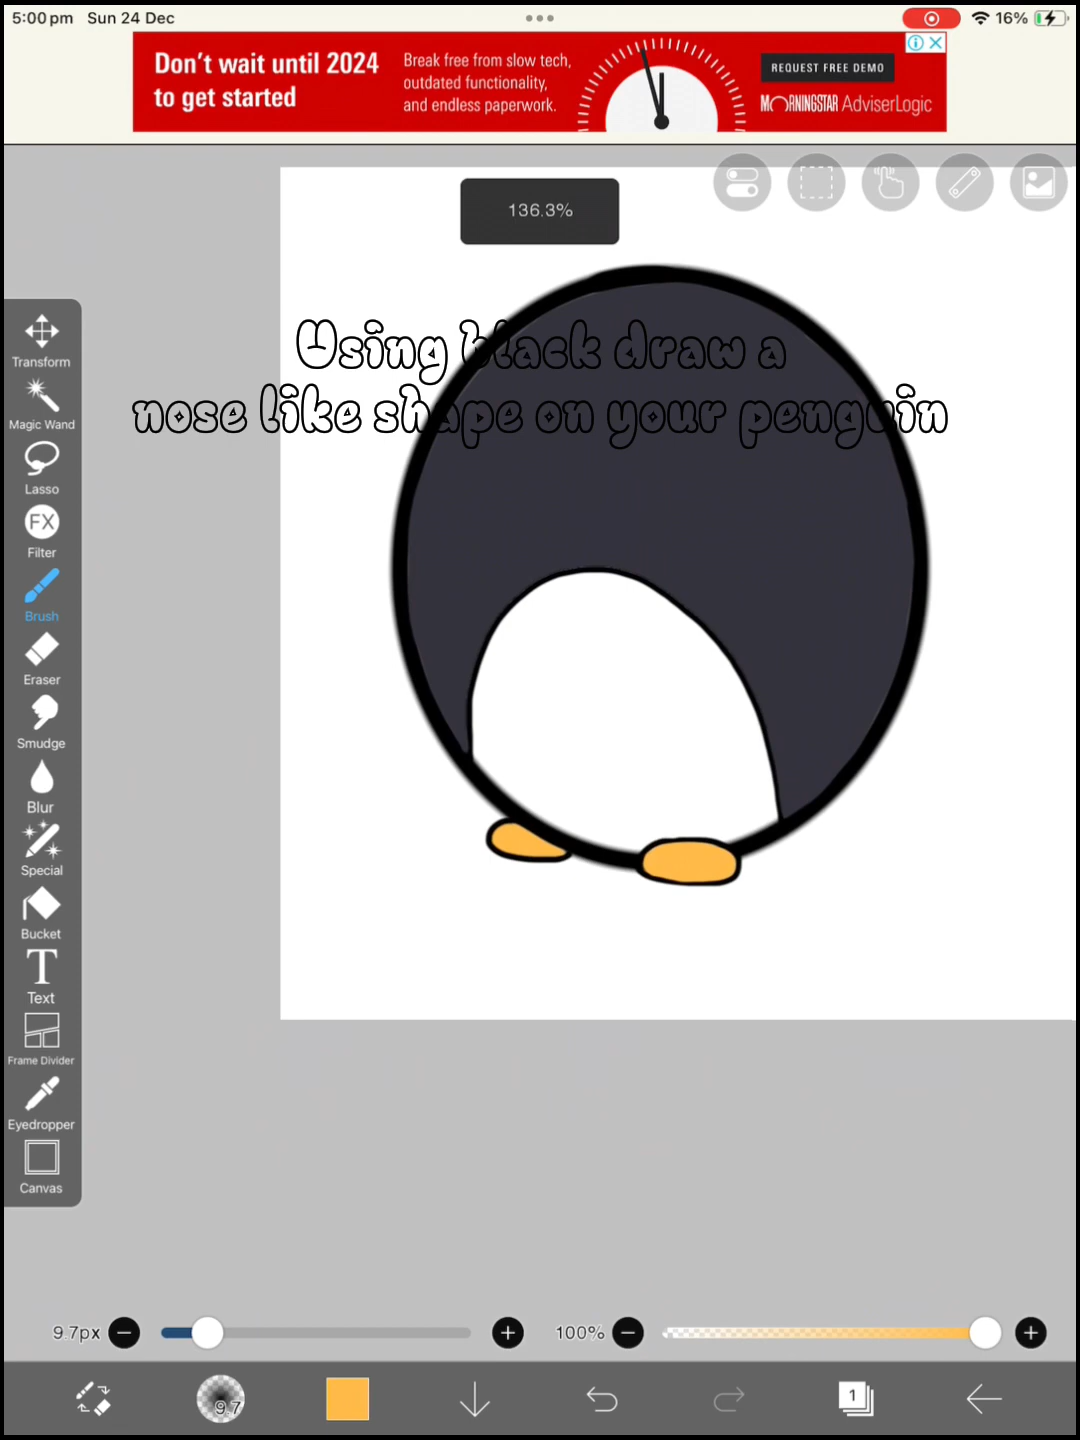 5:00 pm Sun 24 Dec
16%
Don't wait until 2024
to get started
Break free from slow tech,
outdated functionality,
and endless paperwork.
REQUEST FREE DEMO
MORNINGSTAR AdviserLogic
136.3%
Using black draw a
nose like shape on your penguin
Transform
Magic Wand
Lasso
FX
Filter
Brush
Eraser
Smudge
Blur
Special
Bucket
T
Text
Frame Divider
Eyedropper
Canvas
9.7px
100%
9.7
1